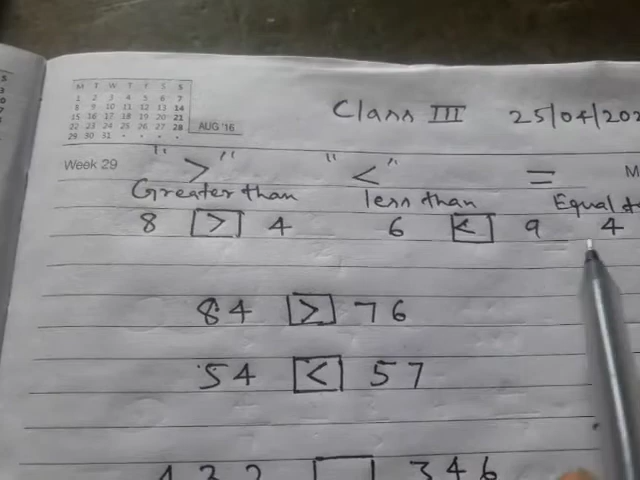 M T W T F S S
1 2 3 4 5 6 7
8 9 10 11 12 13 14
15 16 17 18 19 20 21
22 23 24 25 26 27 28
29 30 31 • • • •
AUG '16
Class III 25/04/202
Week 29 ">" "<" = M
Greater than less than Equal to
8 > 4 6 < 9 4
84 > 76
54 < 57
432 346